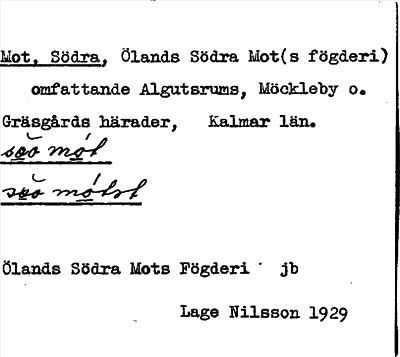 Mot, Södra, Ölands Södra Mot(s fögderi)
omfattande Algutsrums, Möckleby o.
Gräsgårds härader, Kalmar län.
Ölands Södra Mots Fögderi jb
Lage Nilsson 1929